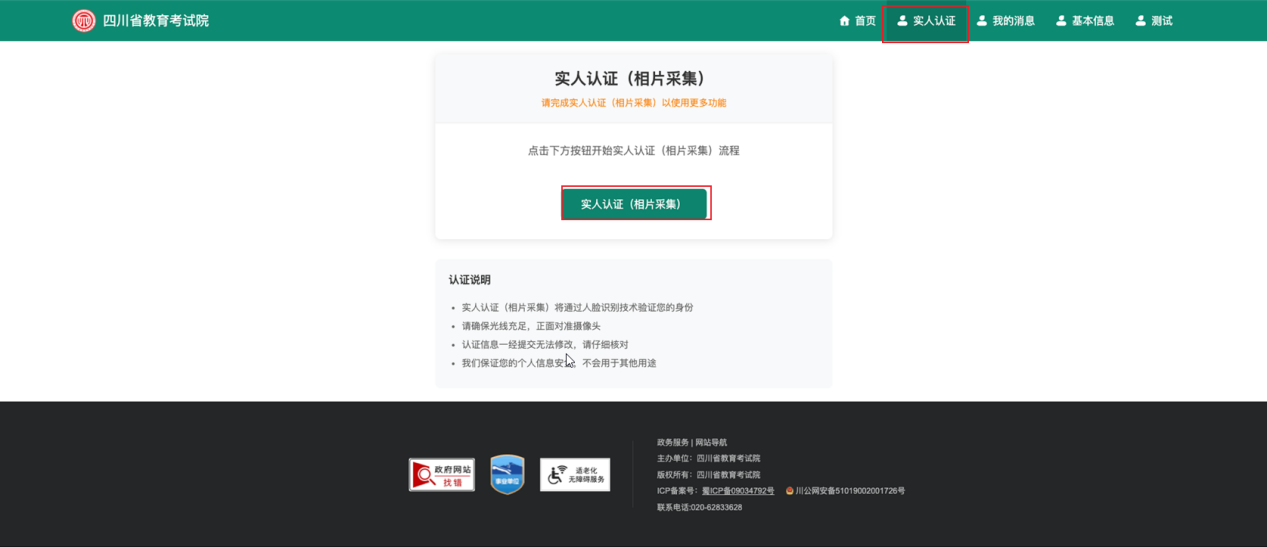 四川省教育考试院
首页 实人认证 我的消息 基本信息 测试
实人认证（相片采集）
请完成实人认证（相片采集）以使用更多功能
点击下方按钮开始实人认证（相片采集）流程
实人认证（相片采集）
认证说明
• 实人认证（相片采集）将通过人脸识别技术验证您的身份
• 请确保光线充足，正面对准摄像头
• 认证信息一经提交无法修改，请仔细核对
• 我们保证您的个人信息安全，不会用于其他用途
政府网站
找错
事业单位
适老化
无障碍服务
政务服务 | 网站导航
主办单位：四川省教育考试院
版权所有：四川省教育考试院
ICP备案号：蜀ICP备09034792号 川公网安备51019002001726号
联系电话:020-62833628